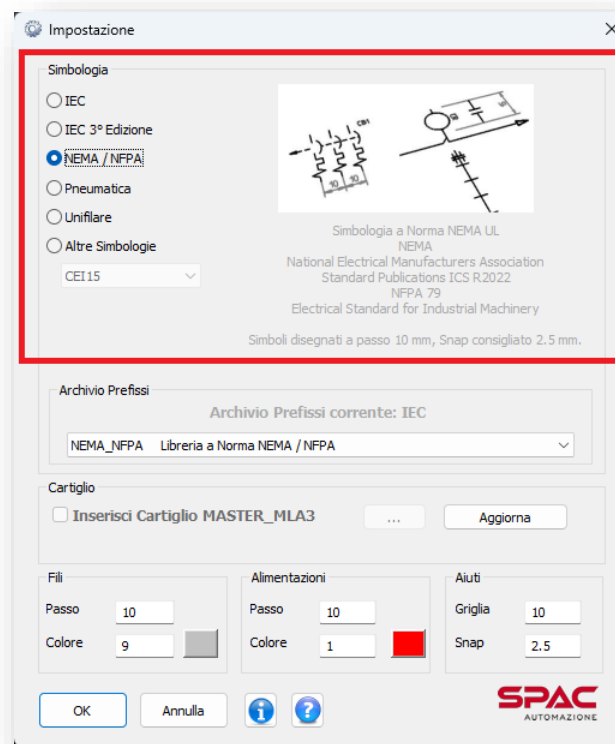 Impostazione
Simbologia
IEC
IEC 3° Edizione
NEMA / NFPA
Pneumatica
Unifilare
Altre Simbologie
CEI15
CB1
10
10
Simbologia a Norma NEMA UL
NEMA
National Electrical Manufacturers Association
Standard Publications ICS R2022
NFPA 79
Electrical Standard for Industrial Machinery
Simboli disegnati a passo 10 mm, Snap consigliato 2.5 mm.
Archivio Prefissi
Archivio Prefissi corrente: IEC
NEMA_NFPA Libreria a Norma NEMA / NFPA
Cartiglio
Inserisci Cartiglio MASTER_MLA3
...
Aggiorna
Fili
Passo 10
Colore 9
Alimentazioni
Passo 10
Colore 1
Aiuti
Griglia 10
Snap 2.5
OK
Annulla
SPAC
AUTOMAZIONE